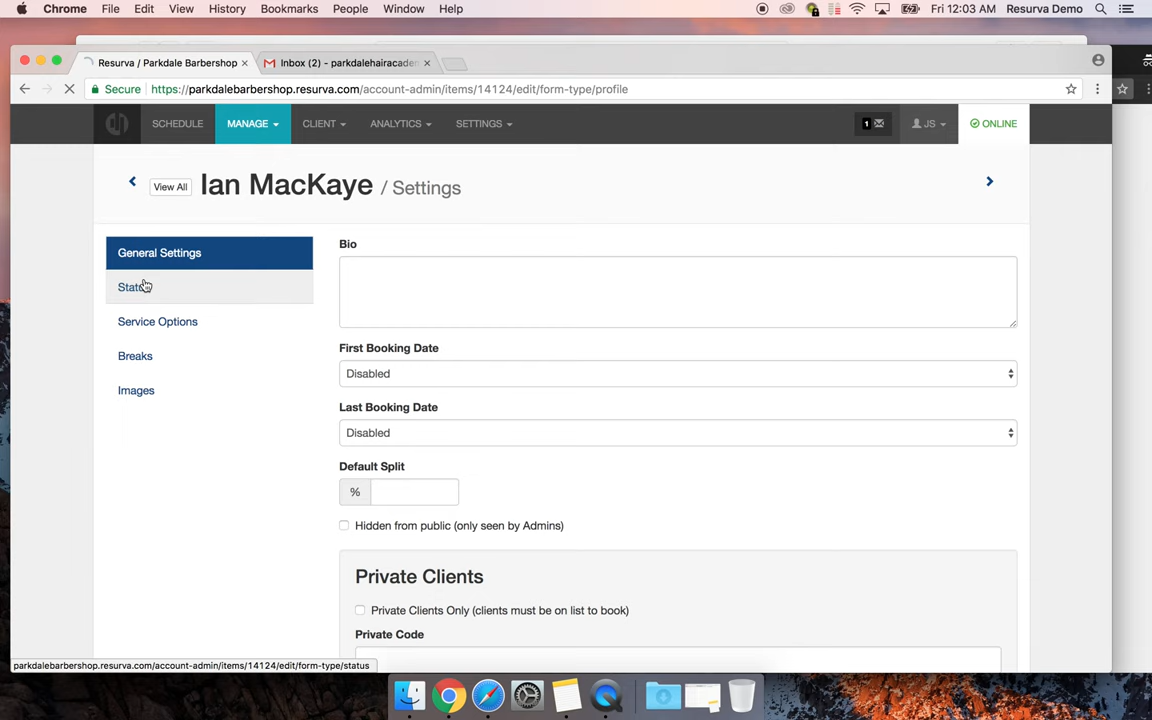 Chrome File Edit View History Bookmarks People Window Help Fri 12:03 AM Resurva Demo
Resurva / Parkdale Barbershop × Inbox (2) - parkdalehairacaden ×
Secure https://parkdalebarbershop.resurva.com/account-admin/items/14124/edit/form-type/profile
SCHEDULE MANAGE CLIENT ANALYTICS SETTINGS 1 JS ONLINE
View All Ian MacKaye / Settings
General Settings
Service Options
Breaks
Images
Bio
First Booking Date
Disabled
Last Booking Date
Disabled
Default Split
%
Hidden from public (only seen by Admins)
Private Clients
Private Clients Only (clients must be on list to book)
Private Code
parkdalebarbershop.resurva.com/account-admin/items/14124/edit/form-type/status